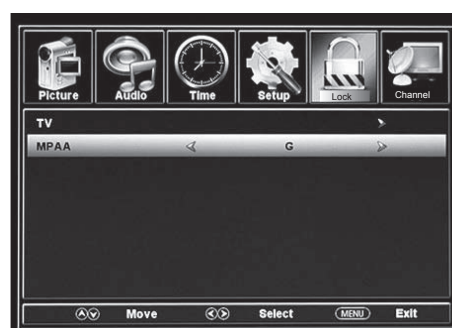 Picture Audio Time Setup Lock Channel
TV
MPAA G
Move Select MENU Exit